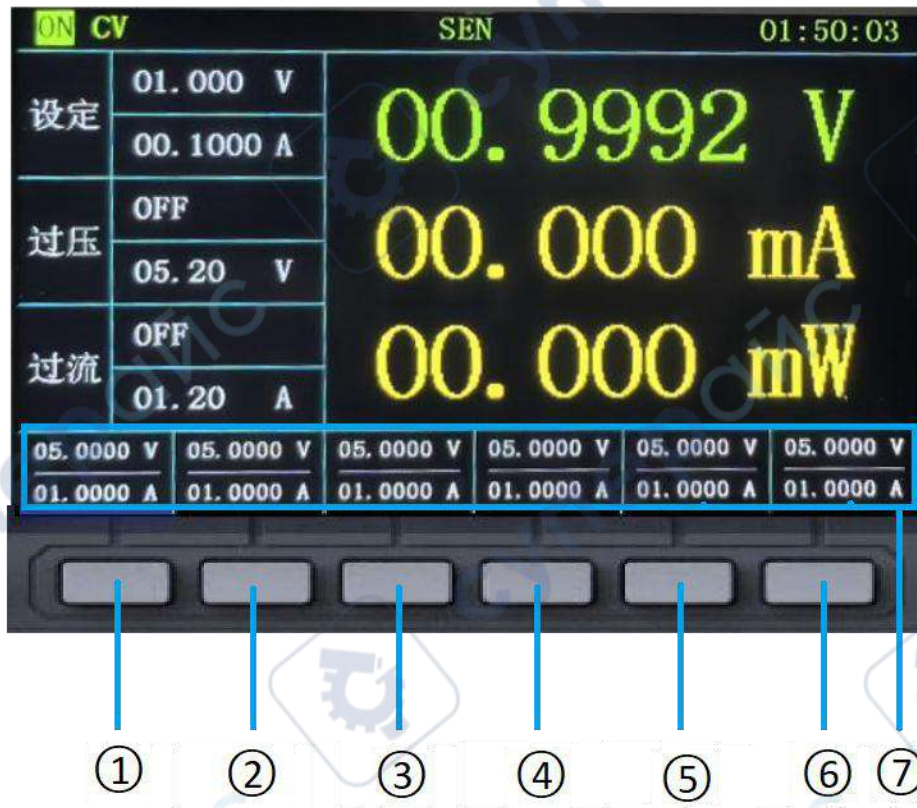 ON CV SEN 01:50:03
设定
01.000 V
00.1000 A
00.9992 V
过压
OFF
05.20 V
00.000 mA
过流
OFF
01.20 A
00.000 mW
05.0000 V 05.0000 V 05.0000 V 05.0000 V 05.0000 V 05.0000 V
01.0000 A 01.0000 A 01.0000 A 01.0000 A 01.0000 A 01.0000 A
① ② ③ ④ ⑤ ⑥ ⑦